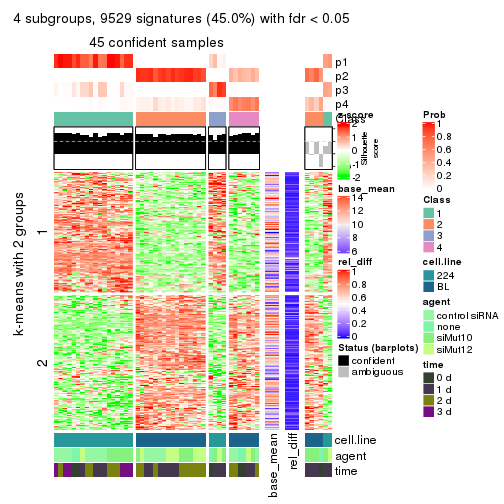 4 subgroups, 9529 signatures (45.0%) with fdr < 0.05
45 confident samples
p1
p2
p3
p4
Class
Silhouette
score
k-means with 2 groups
1
2
cell.line
agent
time
base_mean
rel_diff
z-score
2
1
0
-1
-2
base_mean
14
12
10
8
6
rel_diff
1
0.8
0.6
0.4
0.2
0
Status (barplots)
confident
ambiguous
Prob
1
0.8
0.6
0.4
0.2
0
Class
1
2
3
4
cell.line
224
BL
agent
control siRNA
none
siMut10
siMut12
time
0 d
1 d
2 d
3 d